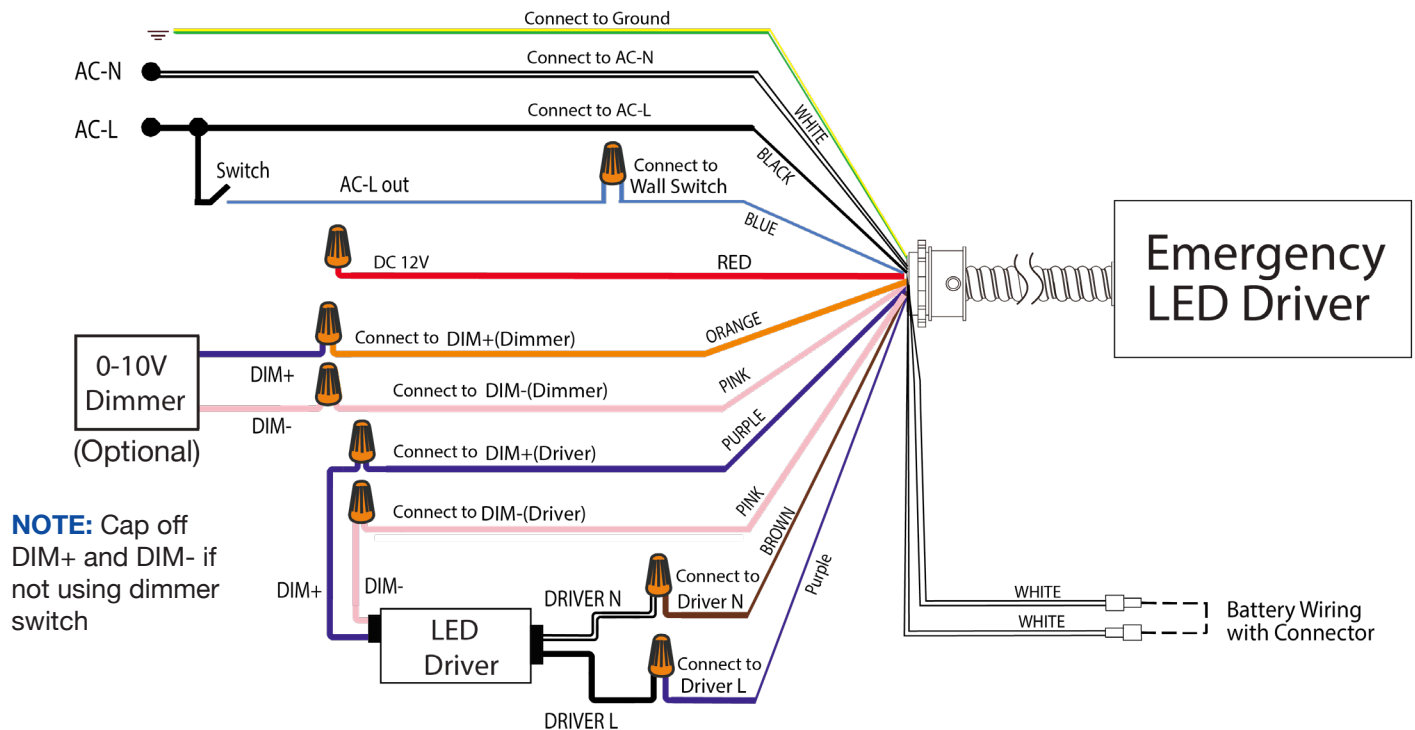 Connect to Ground
AC-N
Connect to AC-N
WHITE
AC-L
Connect to AC-L
BLACK
Switch
AC-L out
Connect to
Wall Switch
BLUE
DC 12V
RED
Emergency
LED Driver
0-10V
Dimmer
(Optional)
DIM+
Connect to DIM+(Dimmer)
ORANGE
DIM-
Connect to DIM-(Dimmer)
PINK
Connect to DIM+(Driver)
PURPLE
Connect to DIM-(Driver)
PINK
NOTE: Cap off
DIM+ and DIM- if
not using dimmer
switch
DIM+
DIM-
LED
Driver
DRIVER N
Connect to
Driver N
BROWN
DRIVER L
Connect to
Driver L
Purple
WHITE
WHITE
Battery Wiring
with Connector